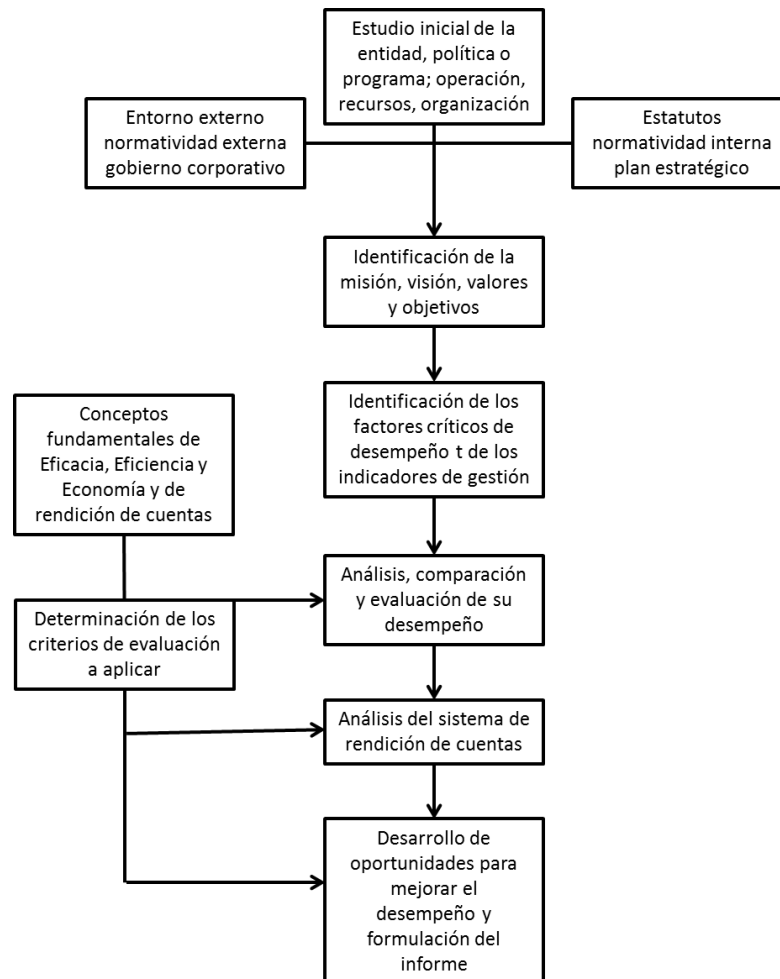 Estudio inicial de la
entidad, política o
programa; operación,
recursos, organización
Entorno externo
normatividad externa
gobierno corporativo
Estatutos
normatividad interna
plan estratégico
Identificación de la
misión, visión, valores
y objetivos
Identificación de los
factores críticos de
desempeño t de los
indicadores de gestión
Conceptos
fundamentales de
Eficacia, Eficiencia y
Economía y de
rendición de cuentas
Análisis, comparación
y evaluación de su
desempeño
Determinación de los
criterios de evaluación
a aplicar
Análisis del sistema de
rendición de cuentas
Desarrollo de
oportunidades para
mejorar el
desempeño y
formulación del
informe